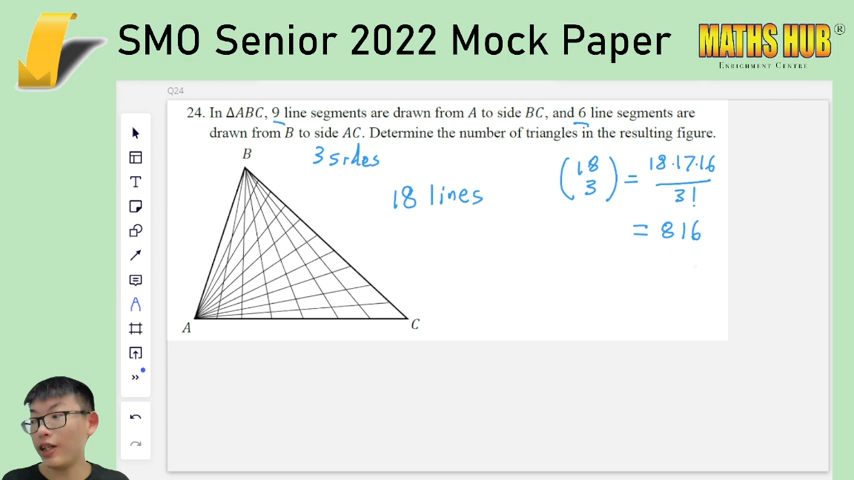 SMO Senior 2022 Mock Paper
MATHS HUB®
ENRICHMENT CENTRE
Q24
24. In ΔABC, 9 line segments are drawn from A to side BC, and 6 line segments are
drawn from B to side AC. Determine the number of triangles in the resulting figure.
B
3 sides
18 lines
(18 3) = 18·17·16 / 3!
= 816
A
C
T